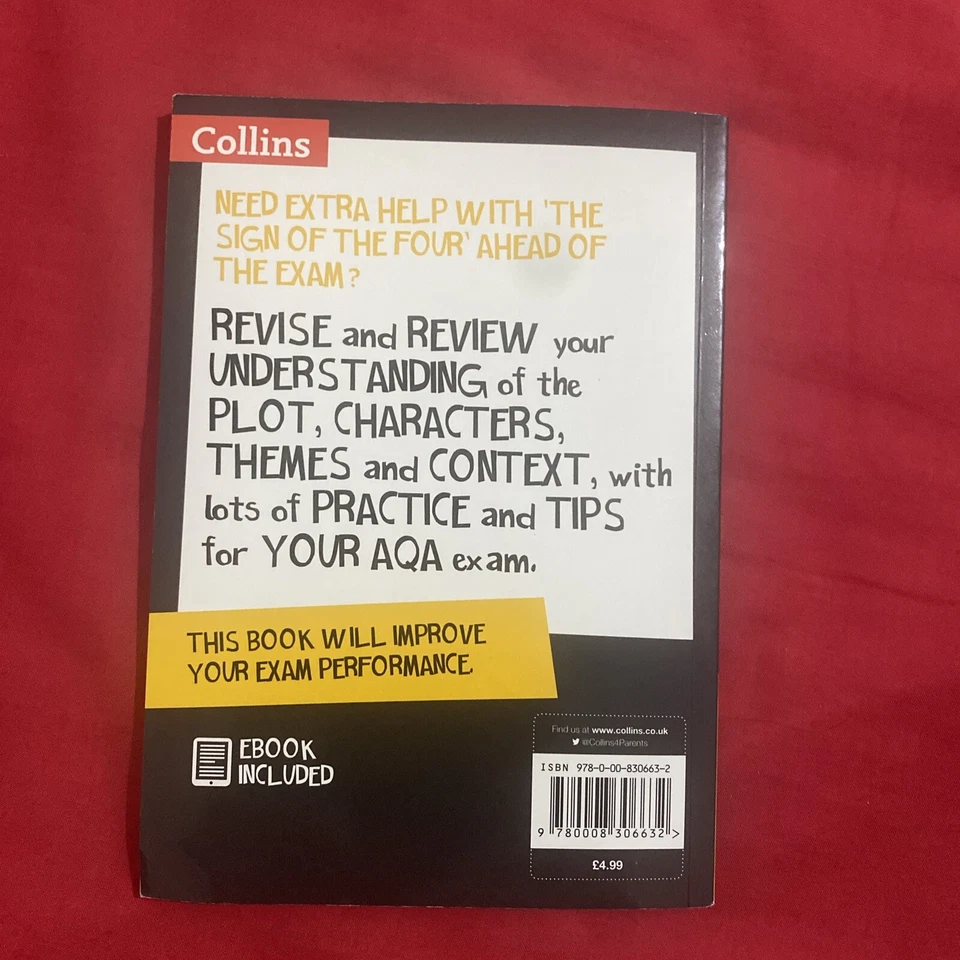 Collins
NEED EXTRA HELP WITH 'THE
SIGN OF THE FOUR' AHEAD OF
THE EXAM?
REVISE and REVIEW your
UNDERSTANDING of the
PLOT, CHARACTERS,
THEMES and CONTEXT, with
lots of PRACTICE and TIPS
for YOUR AQA exam.
THIS BOOK WILL IMPROVE
YOUR EXAM PERFORMANCE.
EBOOK
INCLUDED
Find us at www.collins.co.uk
@Collins4Parents
ISBN 978-0-00-830663-2
9 780008 306632 >
£4.99